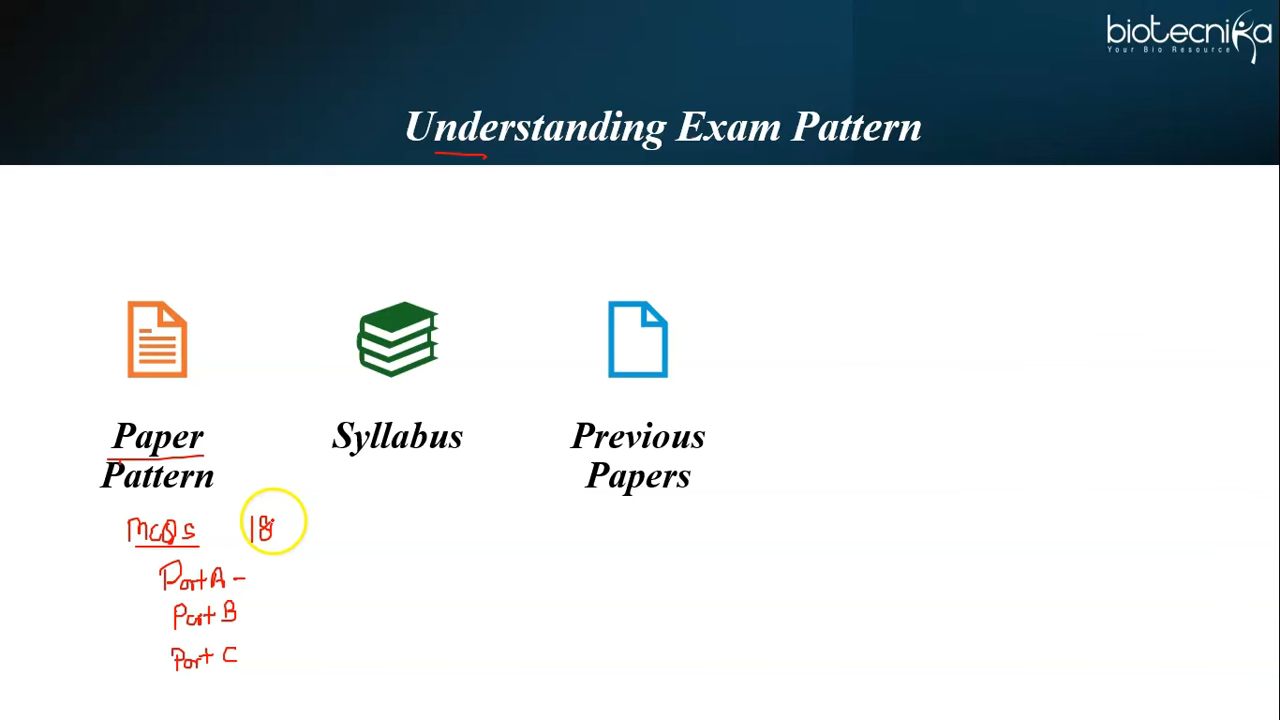 biotecnika
Your Bio Resource
Understanding Exam Pattern
Paper
Pattern
Syllabus
Previous
Papers
MCQs 18
Part A -
Part B
Part C